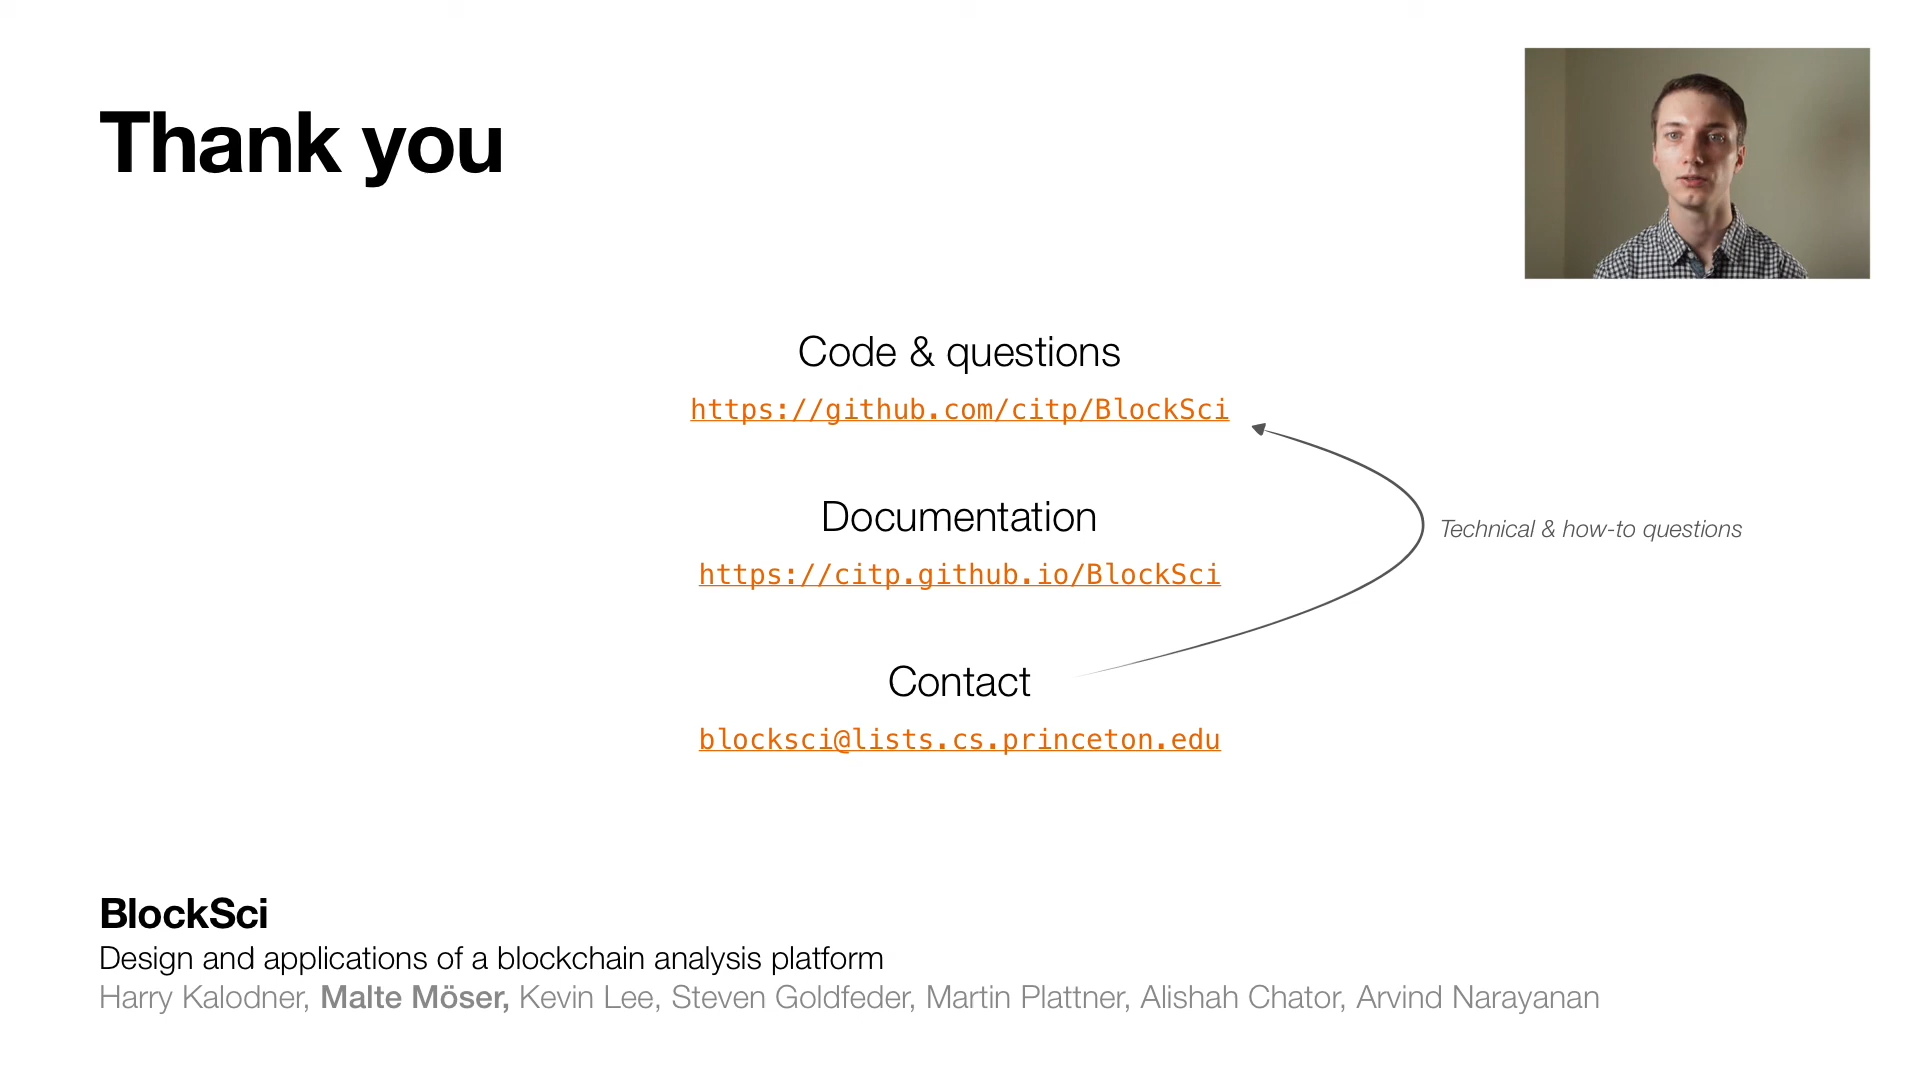 Thank you
Code & questions
https://github.com/citp/BlockSci
Documentation
https://citp.github.io/BlockSci
Technical & how-to questions
Contact
blocksci@lists.cs.princeton.edu
BlockSci
Design and applications of a blockchain analysis platform
Harry Kalodner, Malte Möser, Kevin Lee, Steven Goldfeder, Martin Plattner, Alishah Chator, Arvind Narayanan